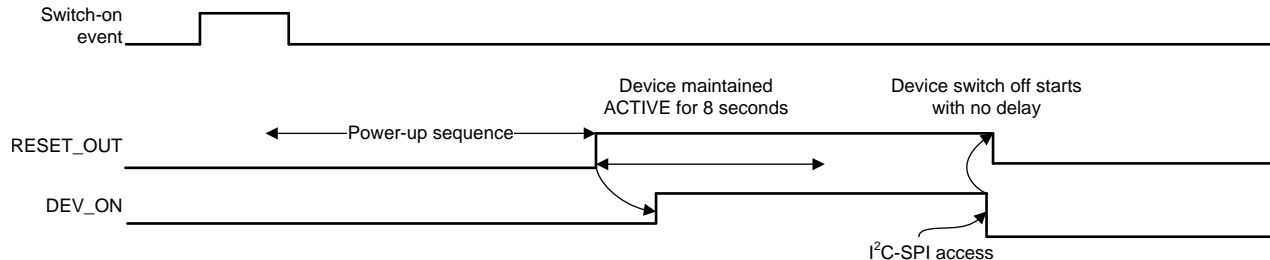 Switch-on
event
Device maintained
ACTIVE for 8 seconds
Device switch off starts
with no delay
Power-up sequence
RESET_OUT
DEV_ON
I²C-SPI access